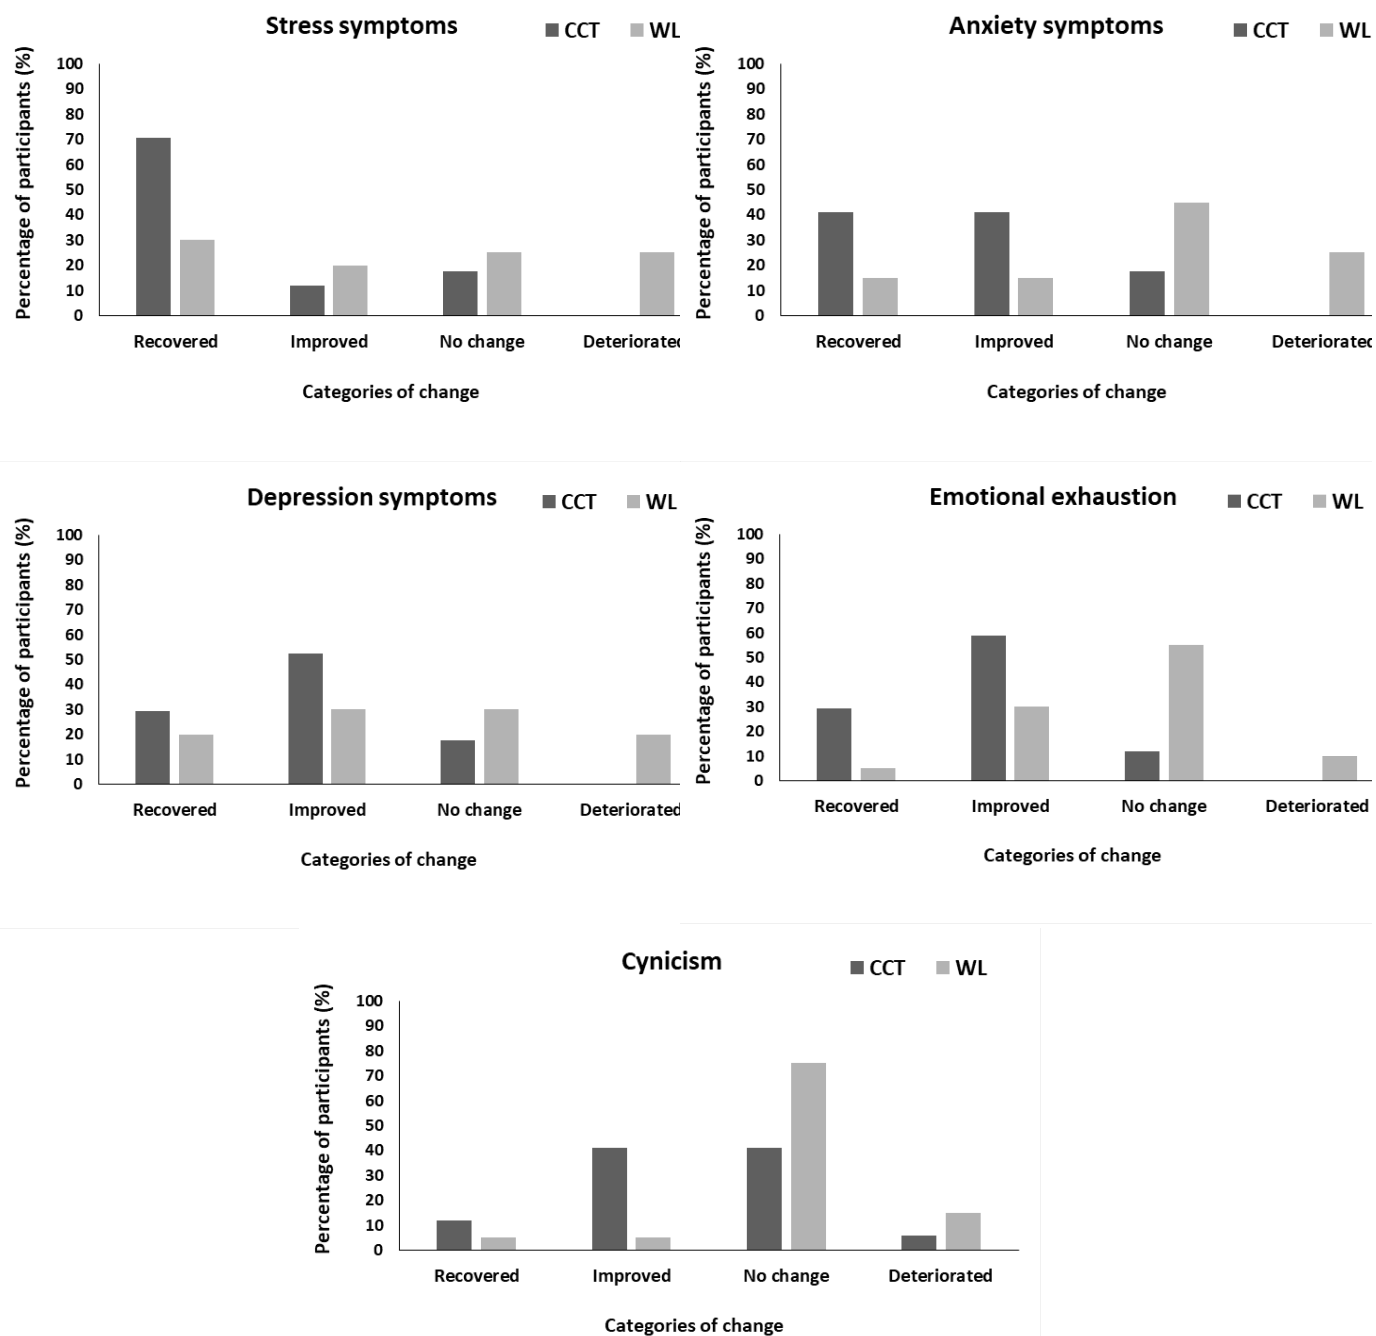 Stress symptoms
CCT WL
Percentage of participants (%)
100
90
80
70
60
50
40
30
20
10
0
Recovered Improved No change Deteriorated
Categories of change
Anxiety symptoms
CCT WL
Percentage of participants (%)
100
90
80
70
60
50
40
30
20
10
0
Recovered Improved No change Deteriorated
Categories of change
Depression symptoms
CCT WL
Percentage of participants (%)
100
90
80
70
60
50
40
30
20
10
0
Recovered Improved No change Deteriorated
Categories of change
Emotional exhaustion
CCT WL
Percentage of participants (%)
100
90
80
70
60
50
40
30
20
10
0
Recovered Improved No change Deteriorated
Categories of change
Cynicism
CCT WL
Percentage of participants (%)
100
90
80
70
60
50
40
30
20
10
0
Recovered Improved No change Deteriorated
Categories of change